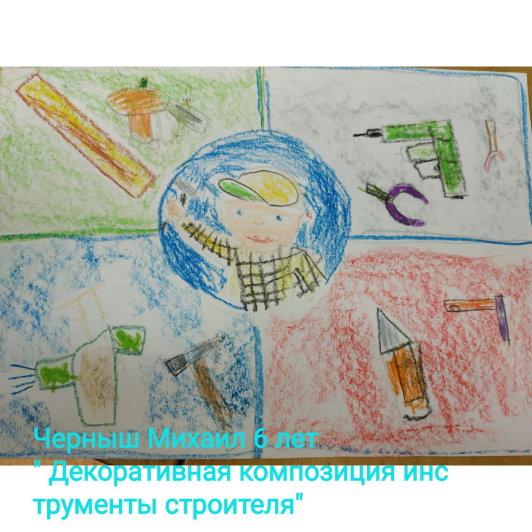 Черныш Михаил 6 лет
" Декоративная композиция инс
трументы строителя"